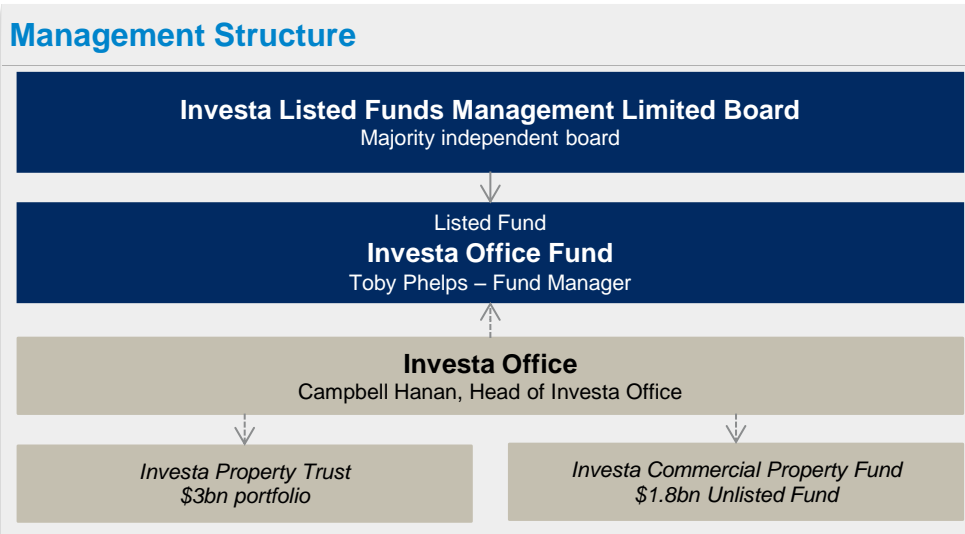 Management Structure
Investa Listed Funds Management Limited Board
Majority independent board
Listed Fund
Investa Office Fund
Toby Phelps – Fund Manager
Investa Office
Campbell Hanan, Head of Investa Office
Investa Property Trust
$3bn portfolio
Investa Commercial Property Fund
$1.8bn Unlisted Fund